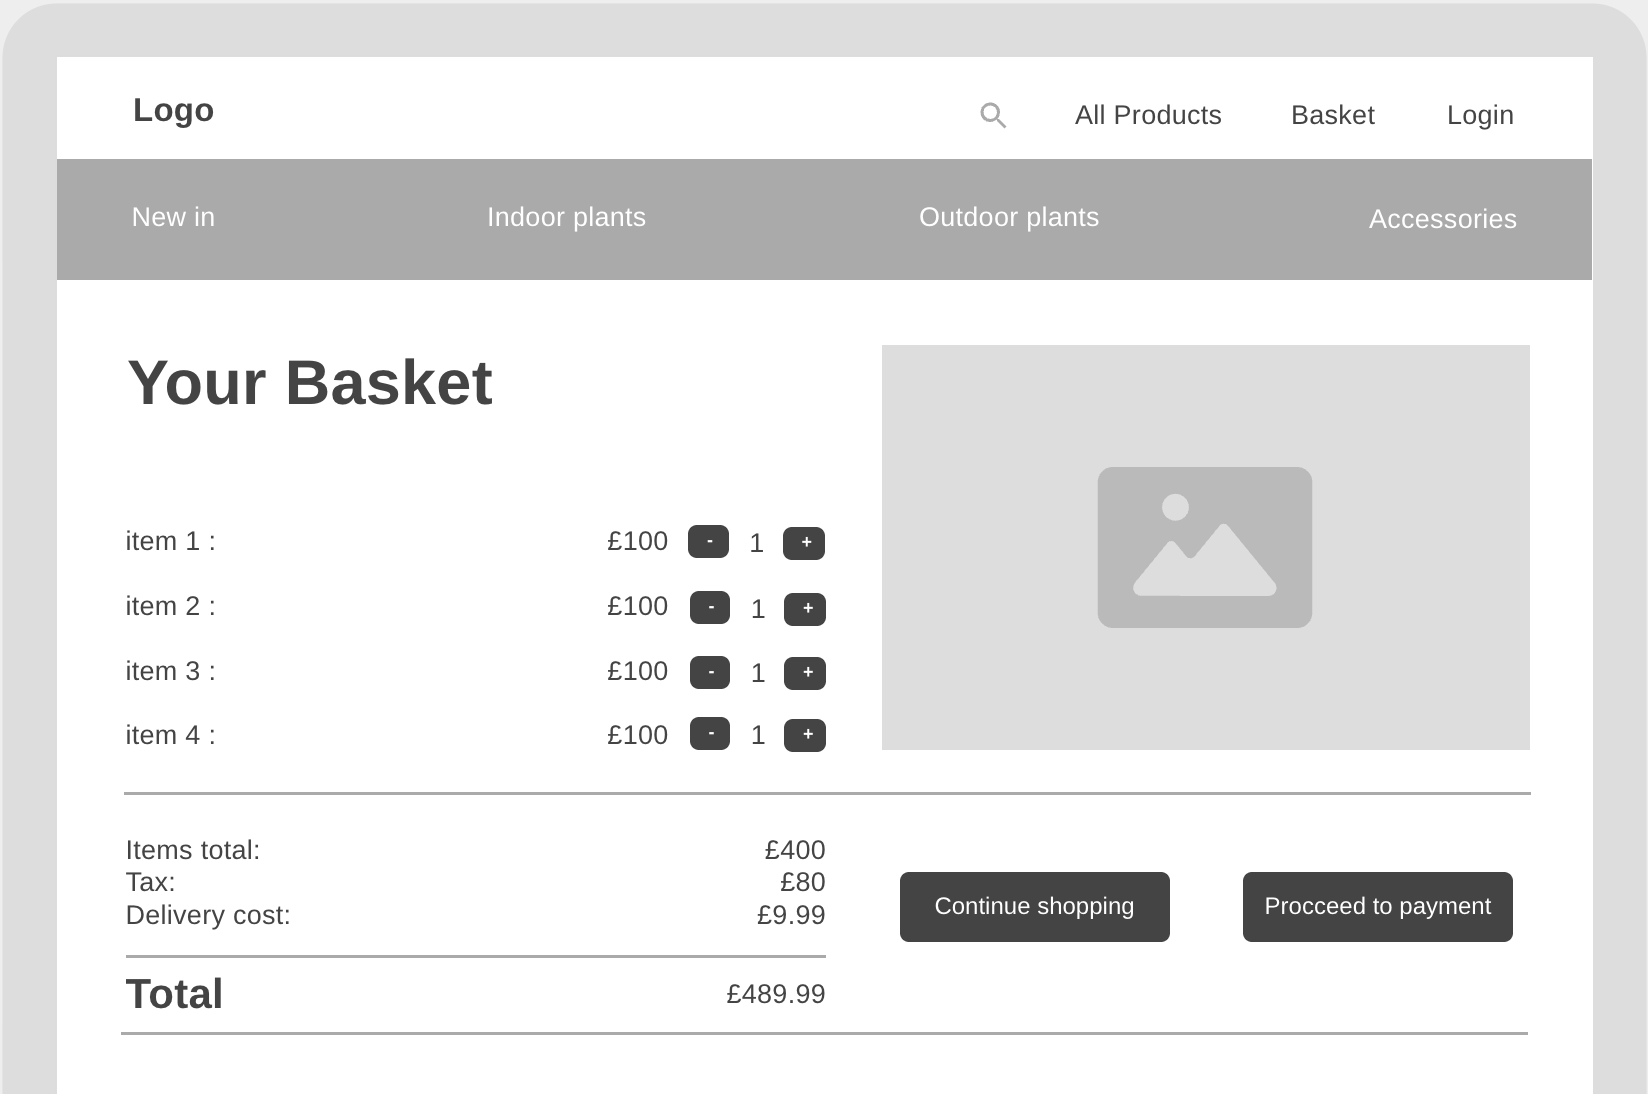 Logo
All Products Basket Login
New in Indoor plants Outdoor plants Accessories
Your Basket
item 1 : £100 - 1 +
item 2 : £100 - 1 +
item 3 : £100 - 1 +
item 4 : £100 - 1 +
Items total: £400
Tax: £80
Delivery cost: £9.99
Continue shopping Procceed to payment
Total £489.99